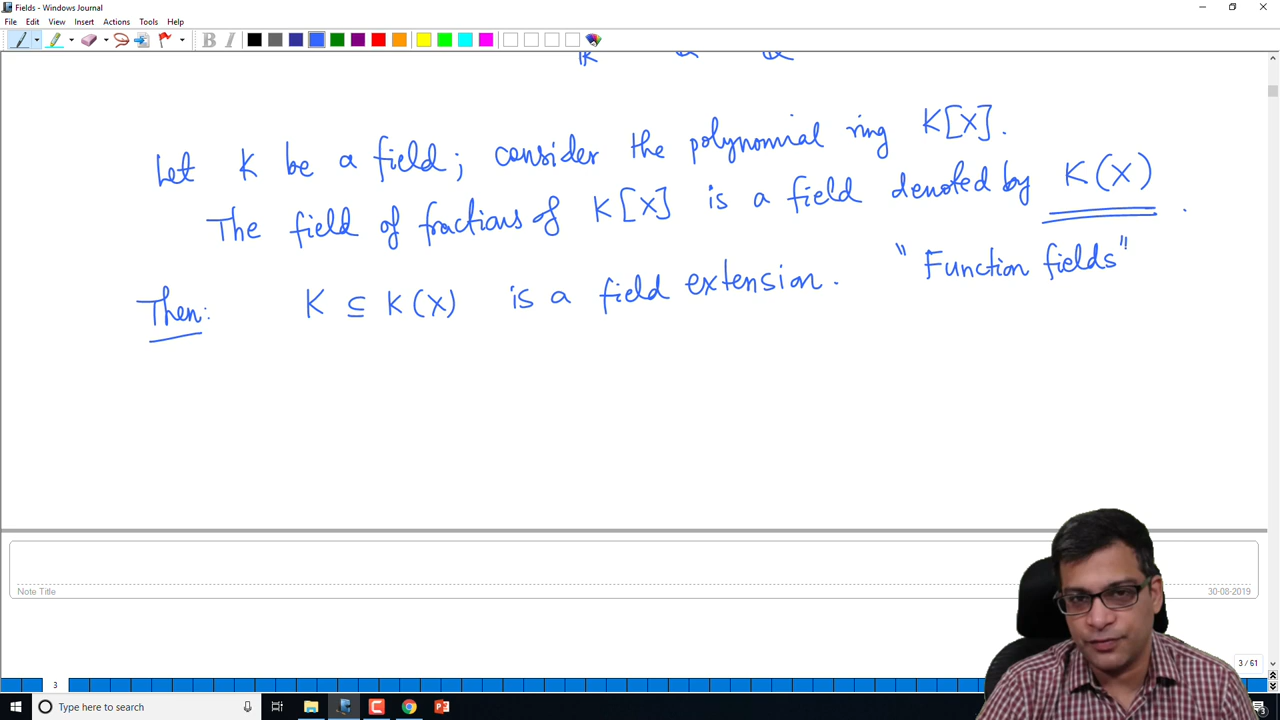 Fields - Windows Journal
File Edit View Insert Actions Tools Help
B I
Let K be a field; consider the polynomial ring K[X].
The field of fractions of K[X] is a field denoted by K(X).
"Function fields"
Then: K ⊆ K(X) is a field extension.
Note Title
30-08-2019
3 / 61
3
Type here to search